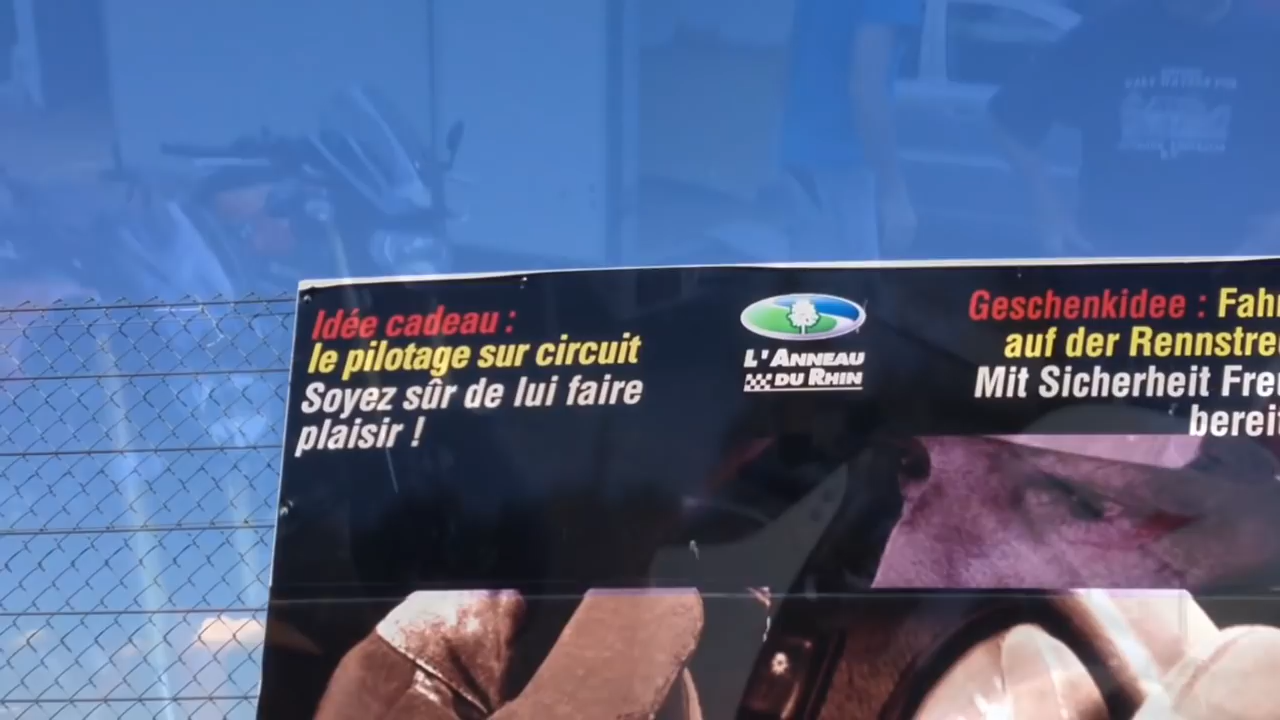 Idée cadeau :
le pilotage sur circuit
Soyez sûr de lui faire
plaisir !
L'ANNEAU
DU RHIN
Geschenkidee :
auf der
Mit Sicherheit